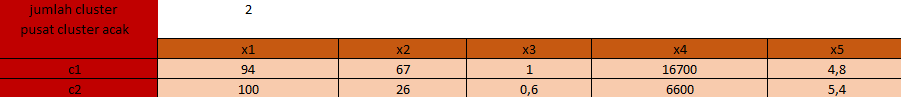 jumlah cluster 2
pusat cluster acak
x1 x2 x3 x4 x5
c1 94 67 1 16700 4,8
c2 100 26 0,6 6600 5,4